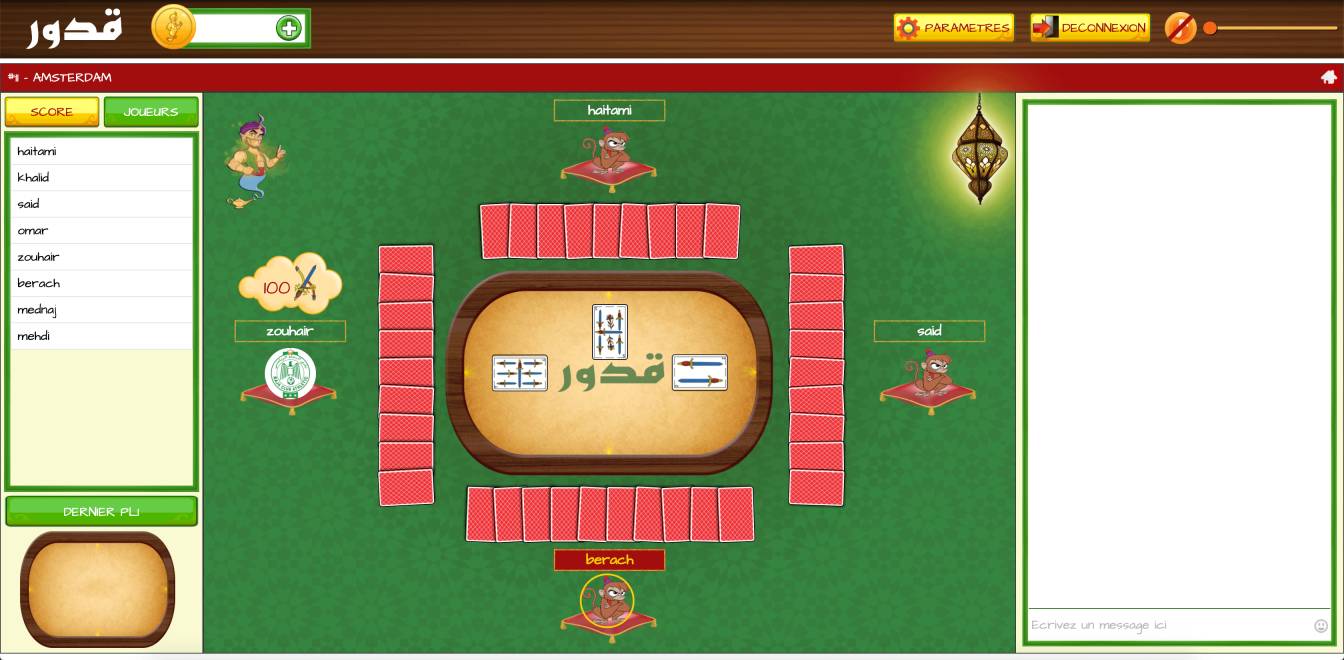 قدور
PARAMETRES
DECONNEXION
#1 - AMSTERDAM
SCORE
JOUEURS
haitami
khalid
said
omar
zouhair
berach
mednaj
mehdi
DERNIER PLI
haitami
100
zouhair
said
قدور
berach
Ecrivez un message ici